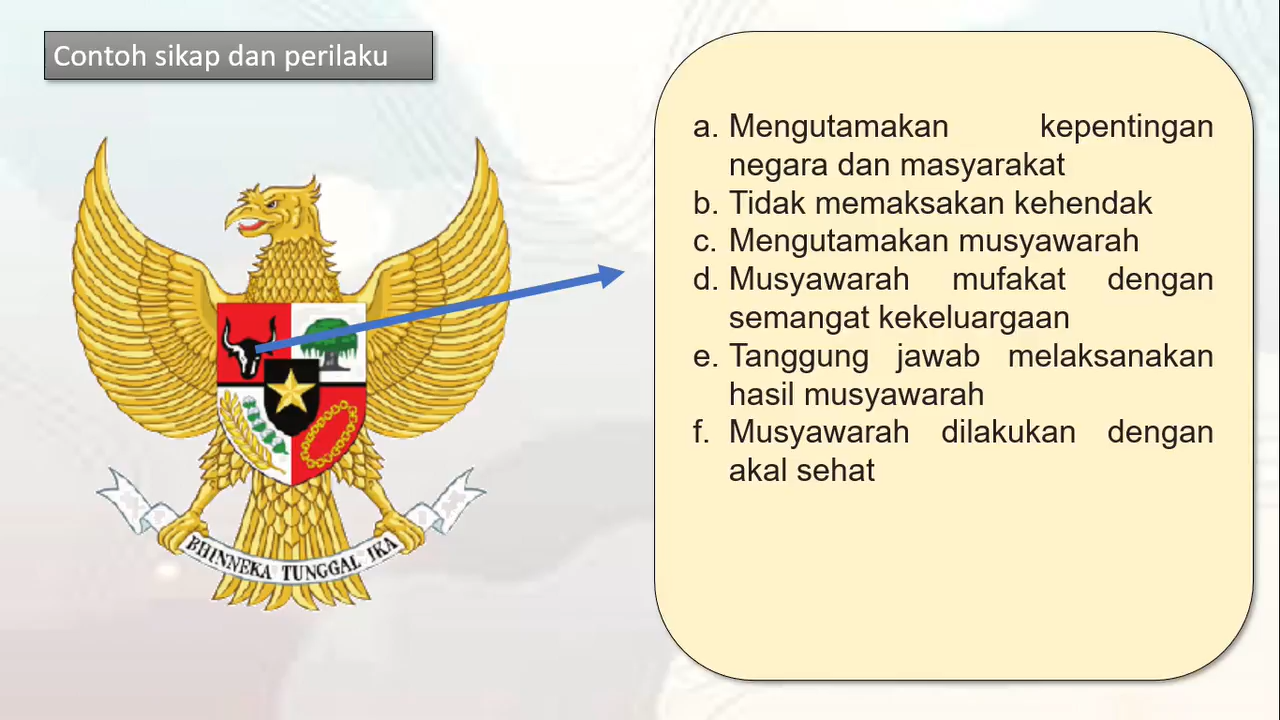 Contoh sikap dan perilaku
a. Mengutamakan kepentingan
negara dan masyarakat
b. Tidak memaksakan kehendak
c. Mengutamakan musyawarah
d. Musyawarah mufakat dengan
semangat kekeluargaan
e. Tanggung jawab melaksanakan
hasil musyawarah
f. Musyawarah dilakukan dengan
akal sehat
BHINNEKA TUNGGAL IKA